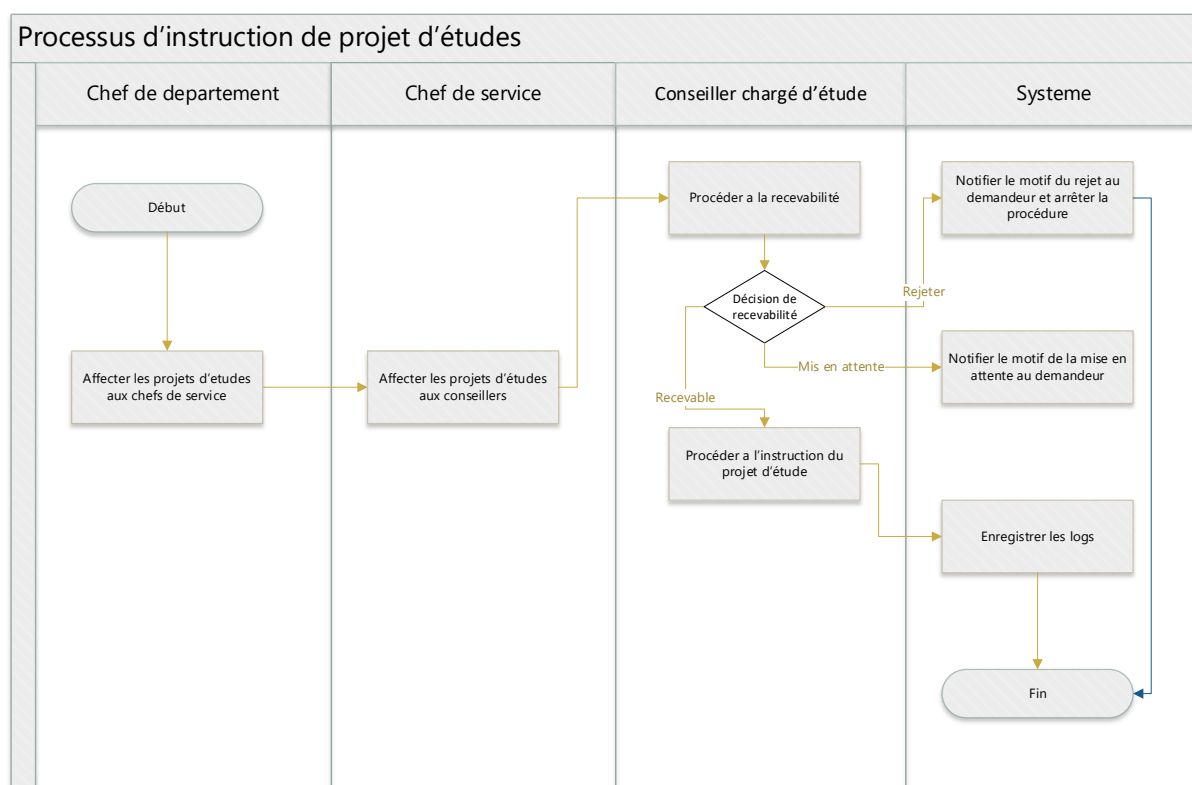 Processus d’instruction de projet d’études
Chef de departement
Chef de service
Conseiller chargé d’étude
Systeme
Début
Affecter les projets d’etudes
aux chefs de service
Affecter les projets d’études
aux conseillers
Procéder a la recevabilité
Décision de
recevabilité
Rejeter
Mis en attente
Recevable
Procéder a l’instruction du
projet d’étude
Notifier le motif du rejet au
demandeur et arrêter la
procédure
Notifier le motif de la mise en
attente au demandeur
Enregistrer les logs
Fin